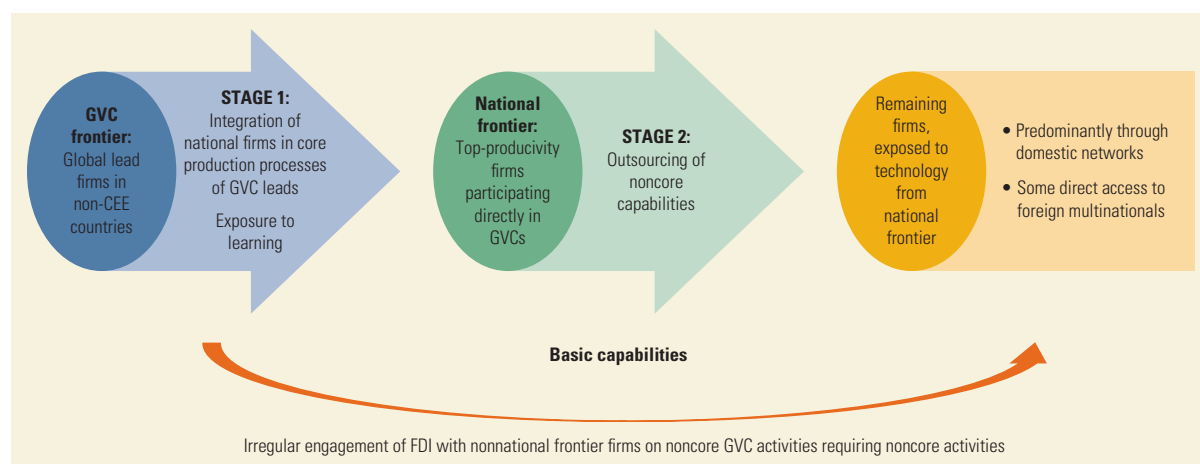 GVC
frontier:
Global lead
firms in
non-CEE
countries
STAGE 1:
Integration of
national firms in core
production processes
of GVC leads
Exposure to
learning
National
frontier:
Top-productivity
firms
participating
directly in
GVCs
STAGE 2:
Outsourcing of
noncore
capabilities
Remaining
firms,
exposed to
technology
from
national
frontier
• Predominantly through
domestic networks
• Some direct access to
foreign multinationals
Basic capabilities
Irregular engagement of FDI with nonnational frontier firms on noncore GVC activities requiring noncore activities